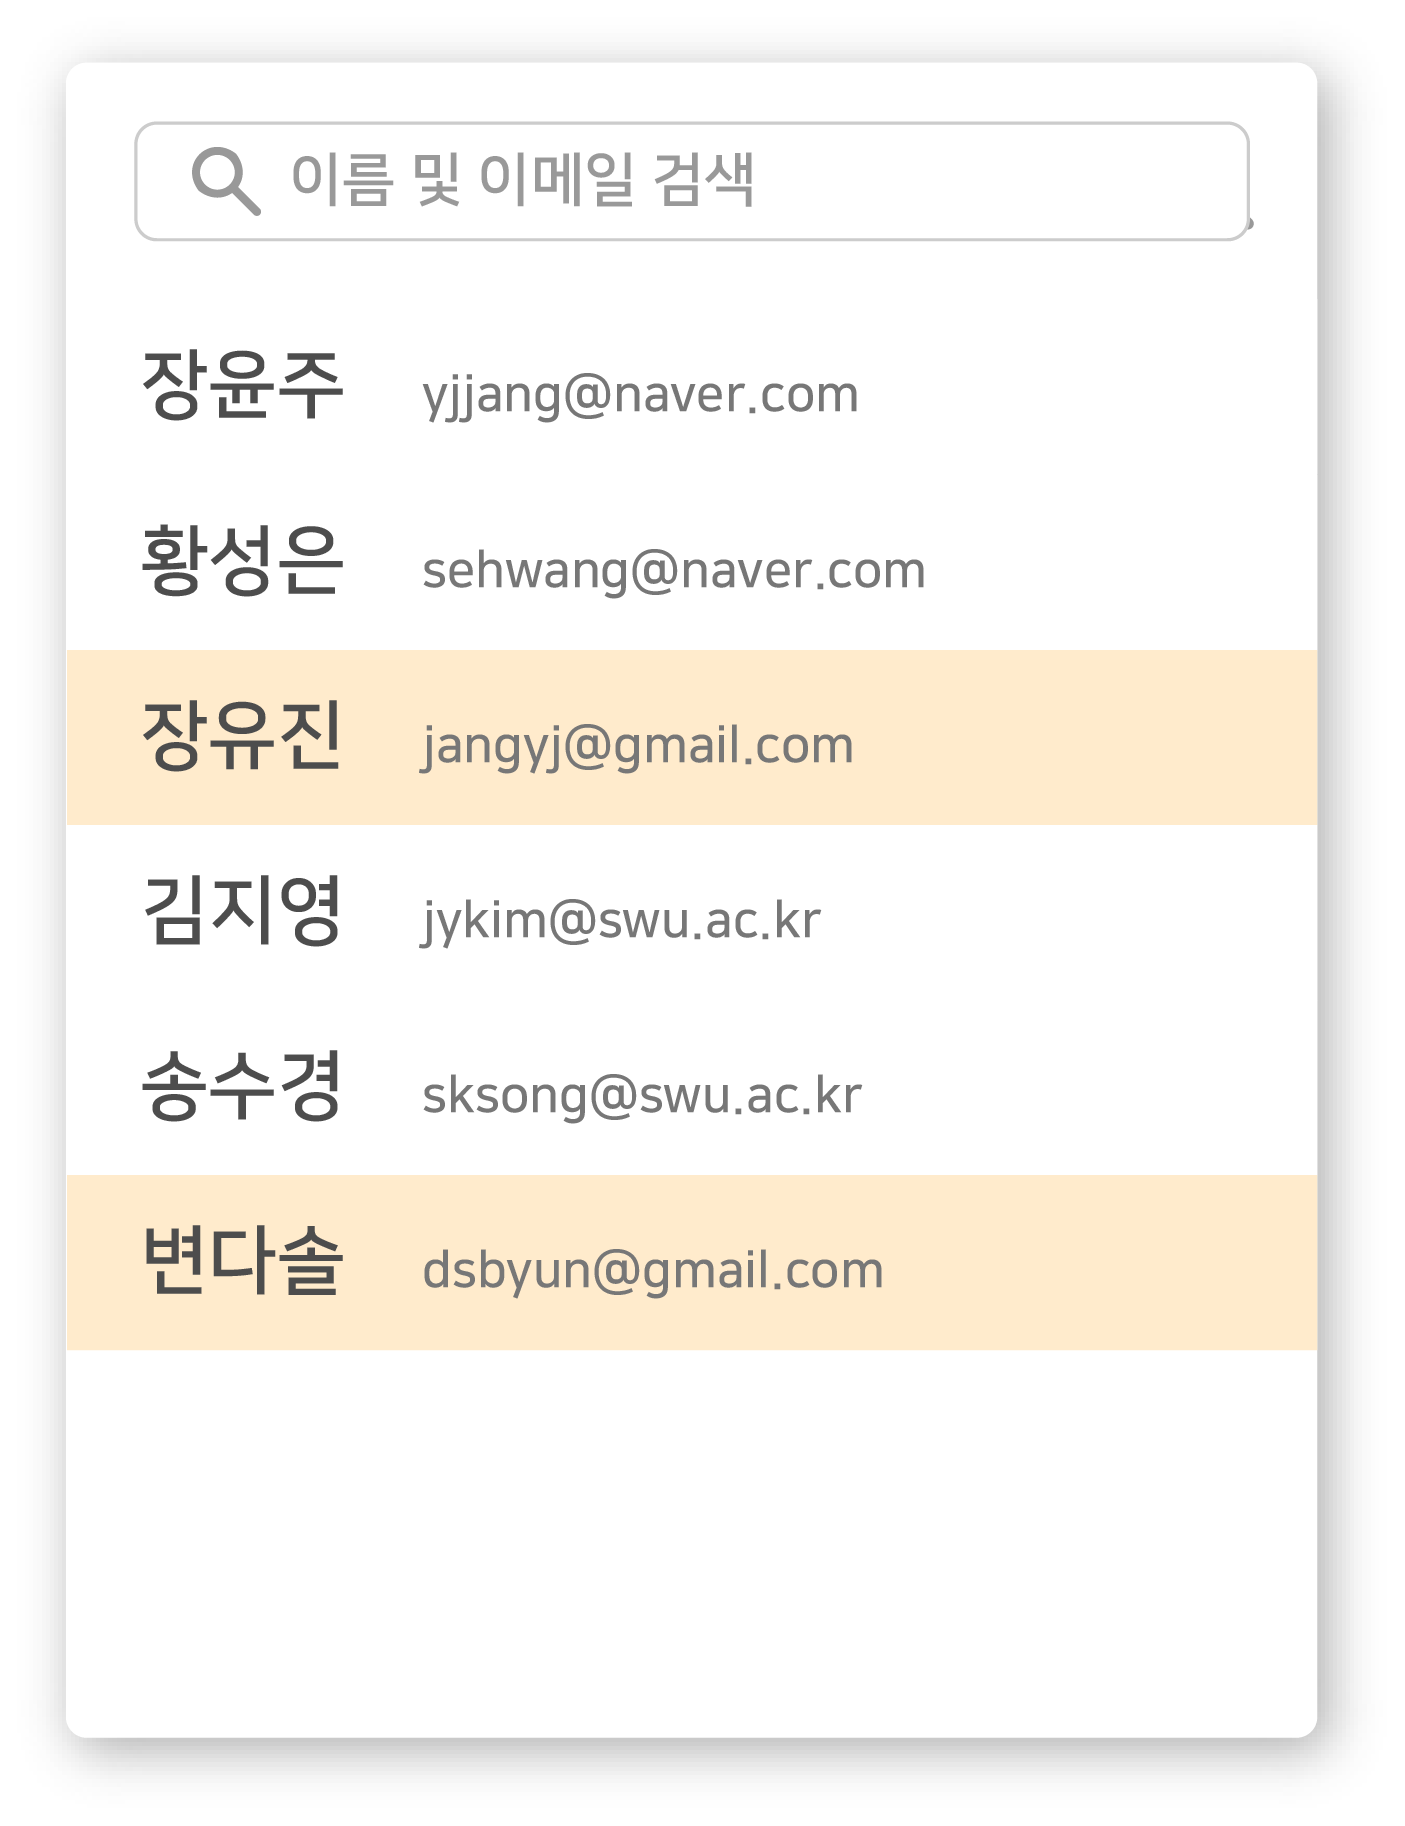 이름 및 이메일 검색
장윤주 yjjang@naver.com
황성은 sehwang@naver.com
장유진 jangyj@gmail.com
김지영 jykim@swu.ac.kr
송수경 sksong@swu.ac.kr
변다솔 dsbyun@gmail.com